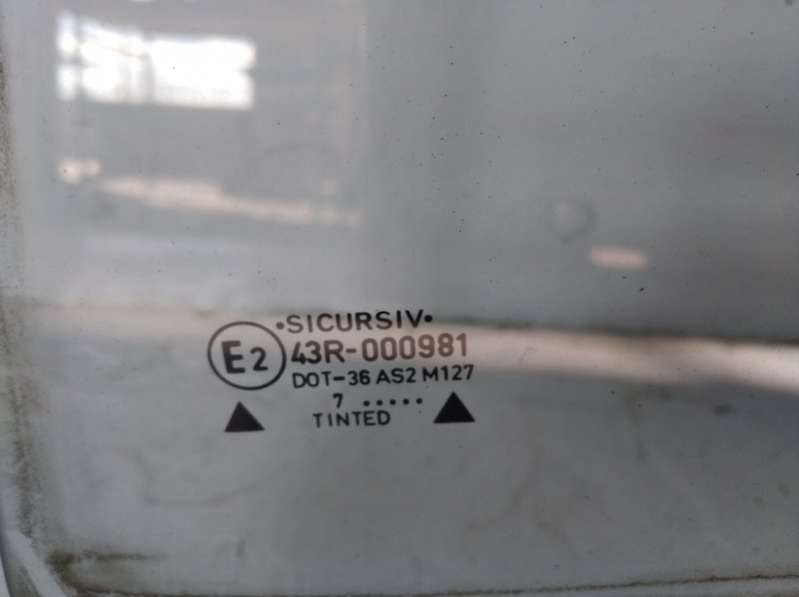 •SICURSIV•
E2 43R-000981
DOT-36 AS2 M127
7 •••••
TINTED